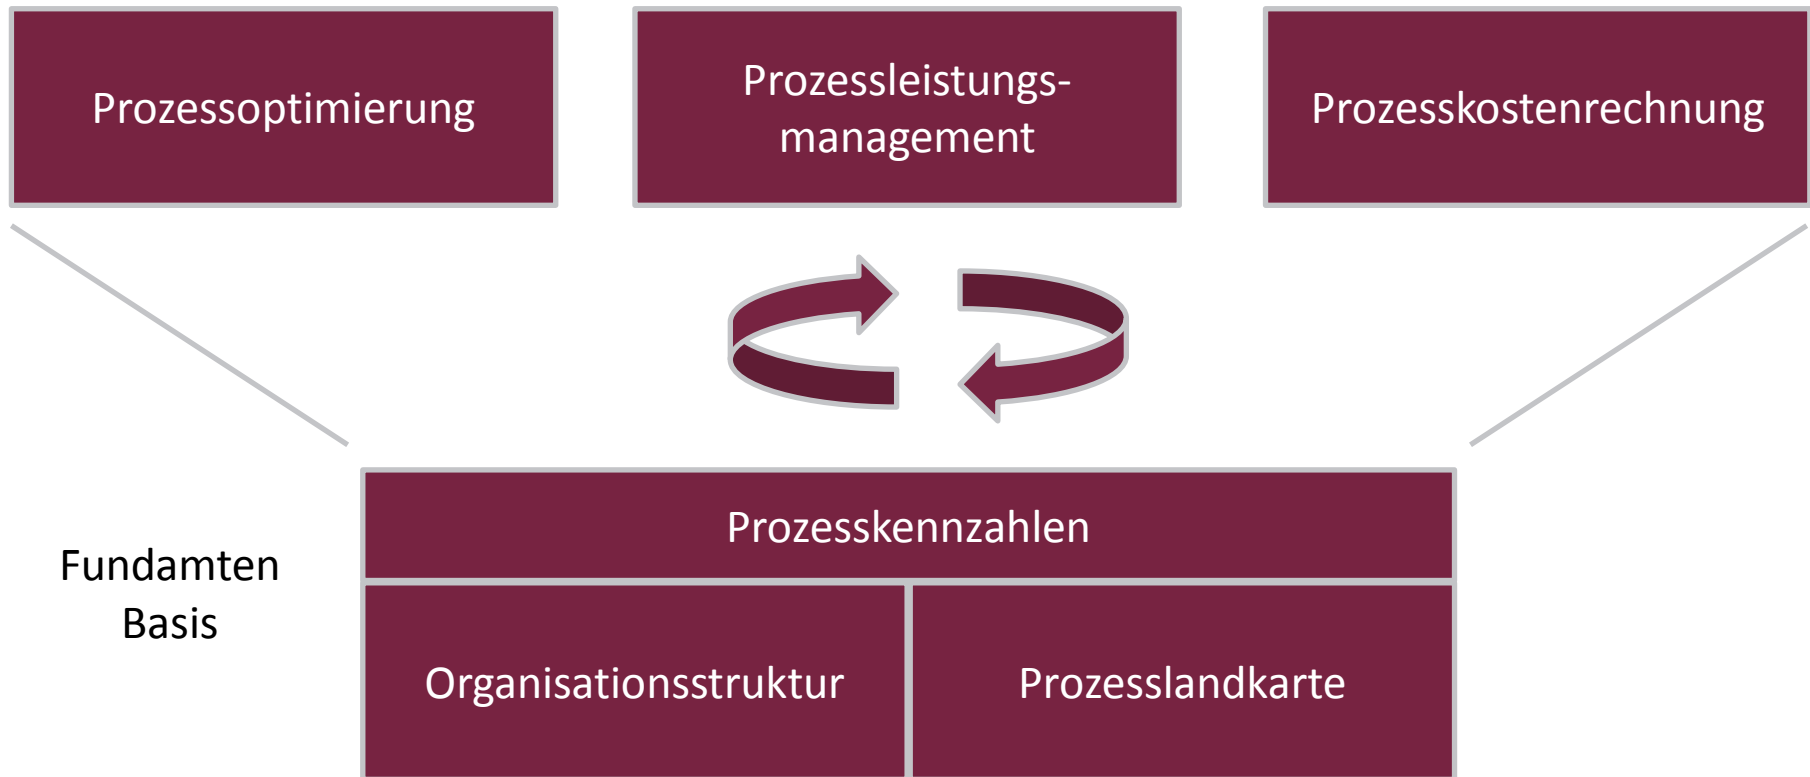 Prozessoptimierung
Prozessleistungs-
management
Prozesskostenrechnung
Prozesskennzahlen
Fundamten
Basis
Organisationsstruktur
Prozesslandkarte